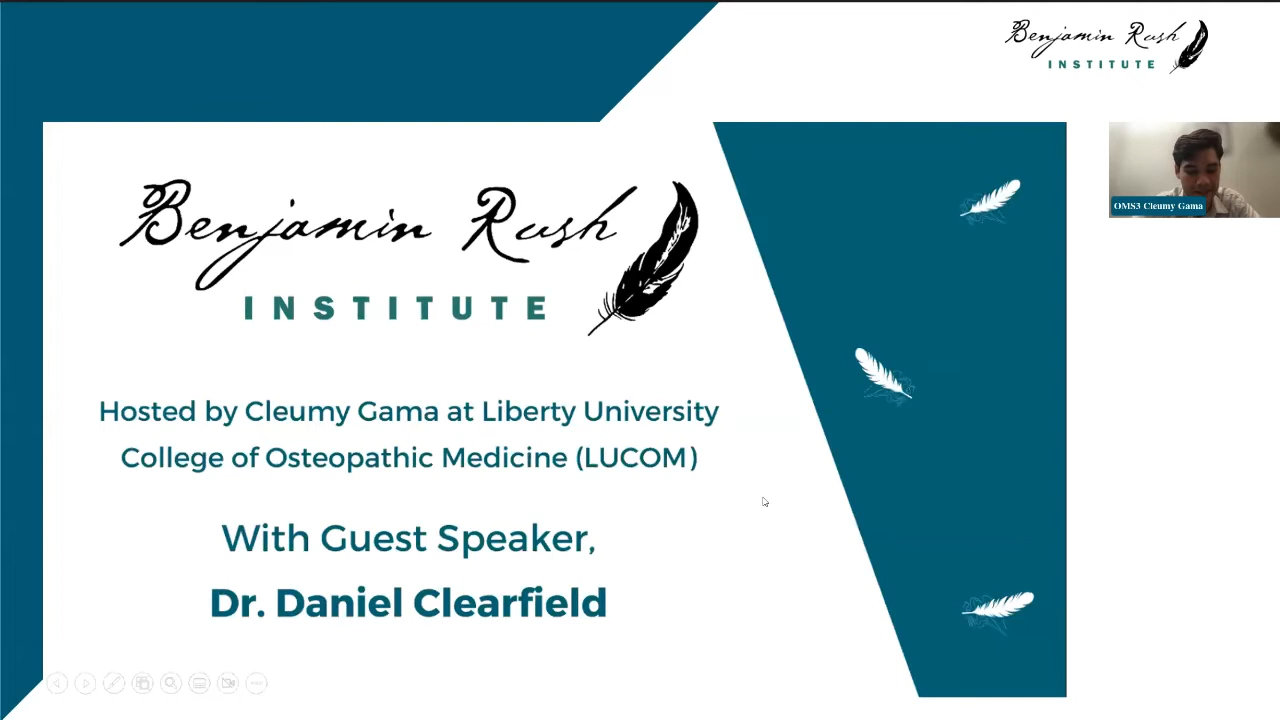 Benjamin Rush
INSTITUTE
OMS3 Cleumy Gama
Benjamin Rush
INSTITUTE
Hosted by Cleumy Gama at Liberty University
College of Osteopathic Medicine (LUCOM)
With Guest Speaker,
Dr. Daniel Clearfield